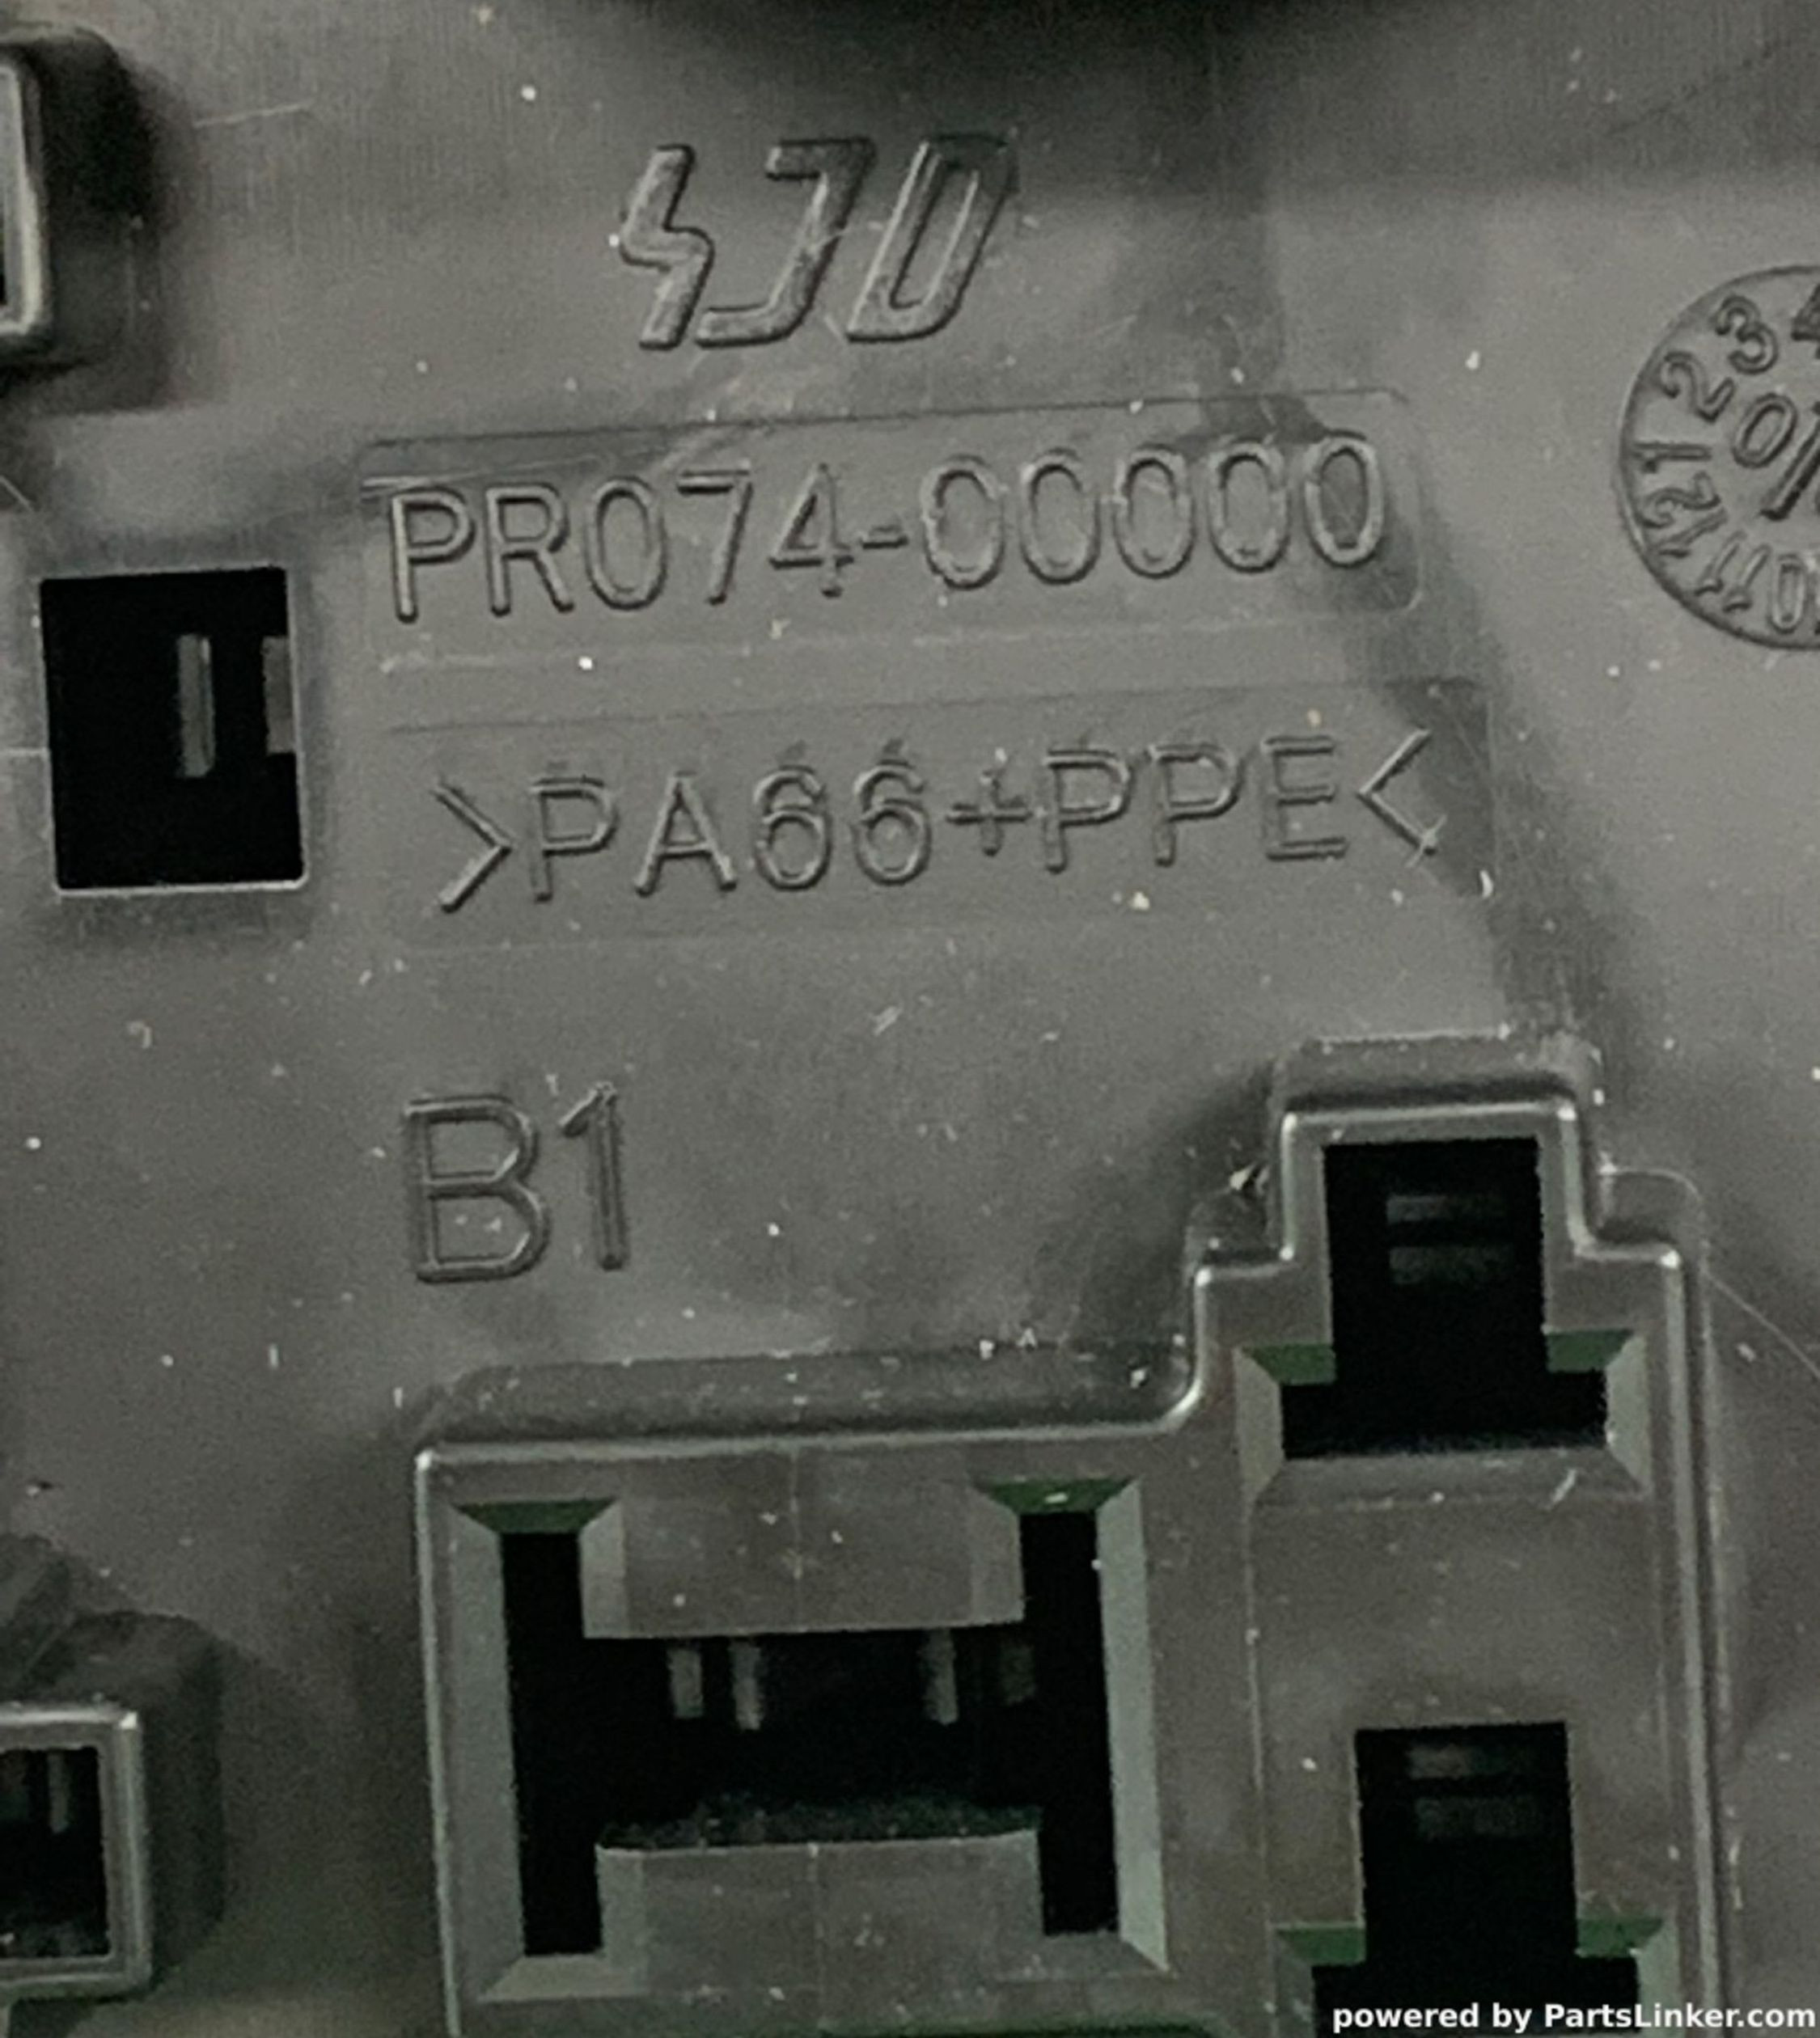 SJD
PR074-00000
>PA66+PPE<
B1
powered by PartsLinker.com